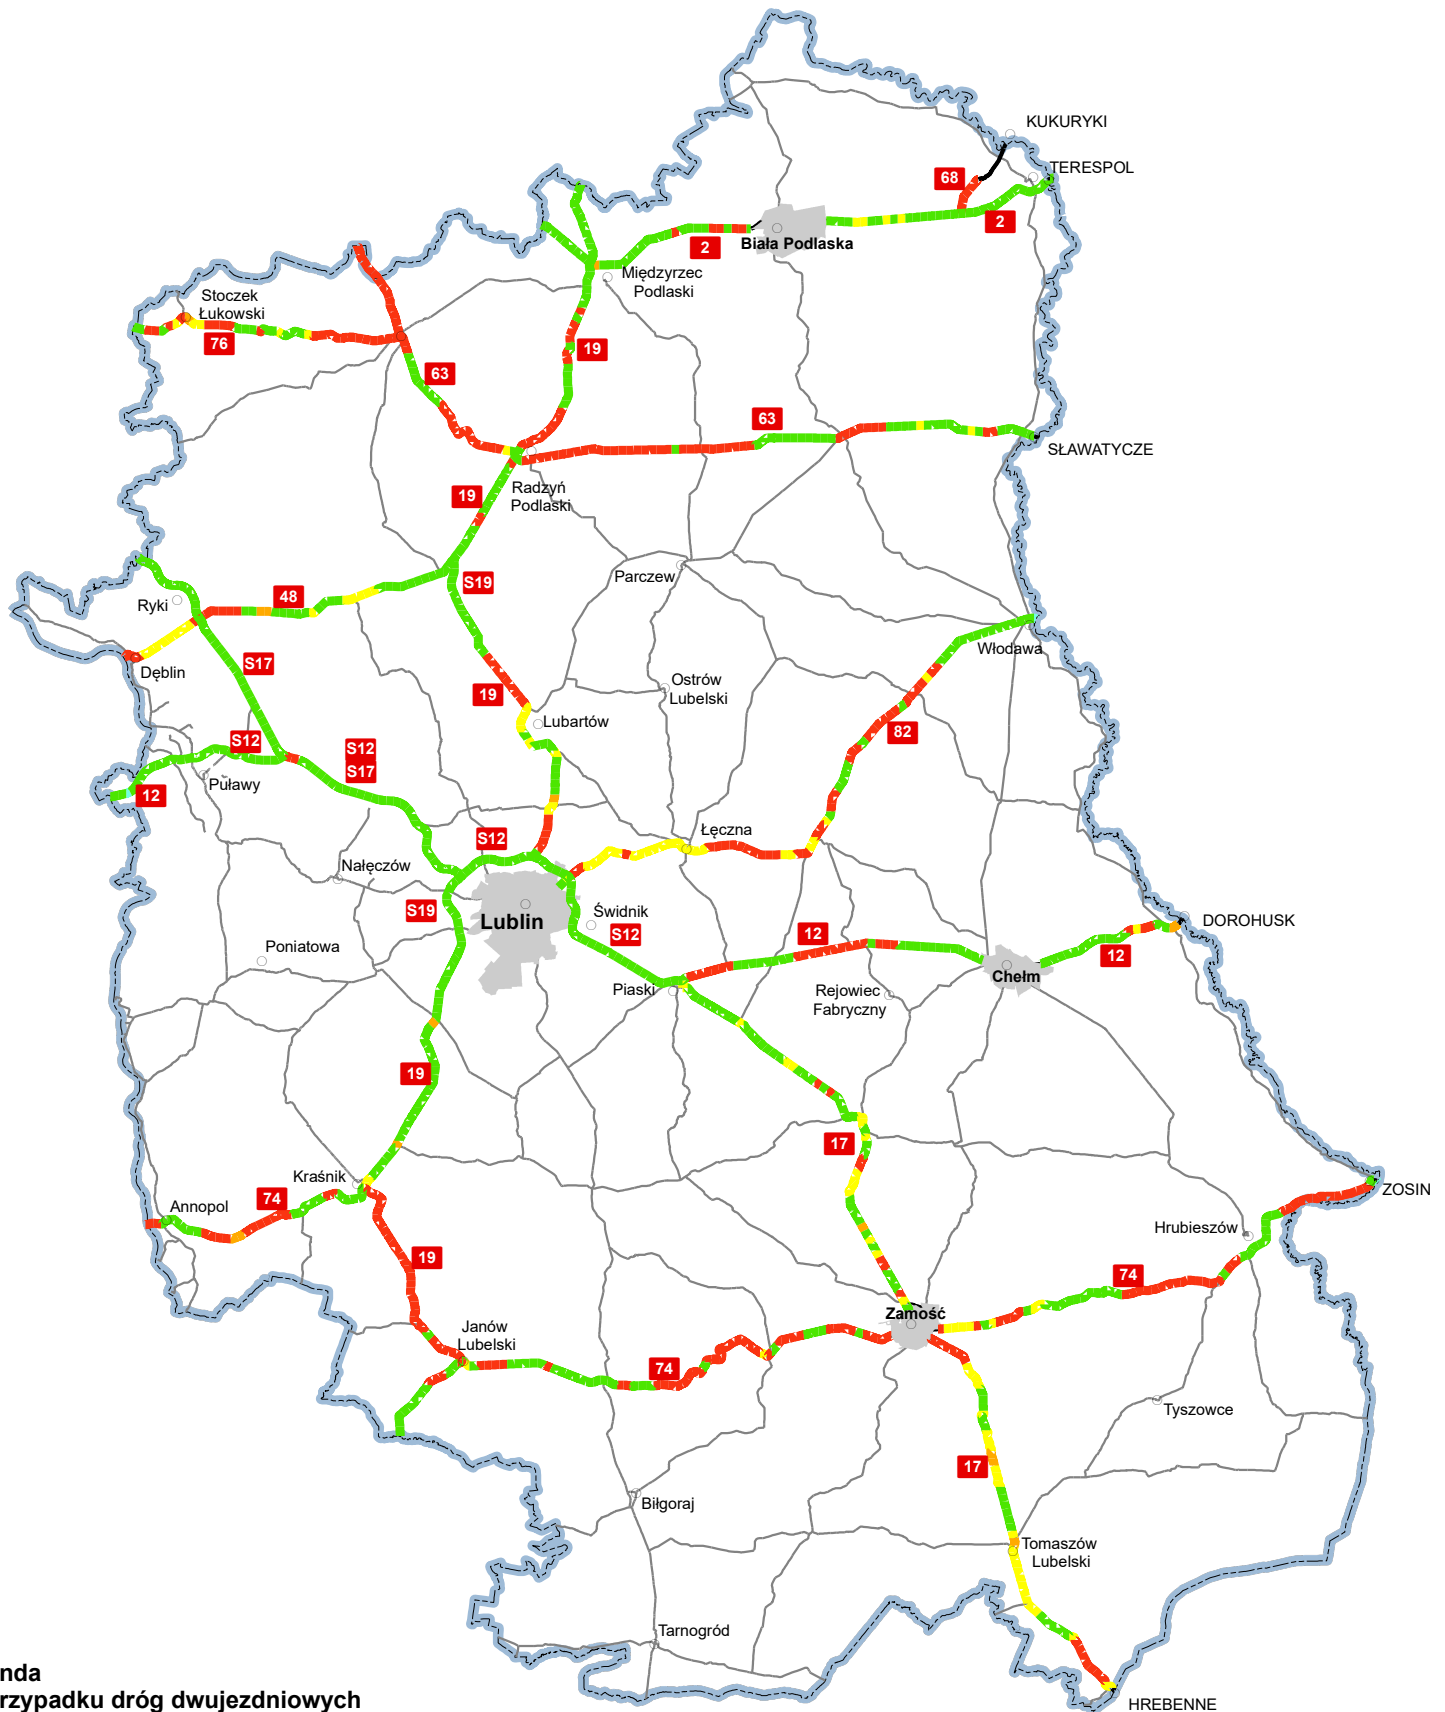 KUKURYKI
TERESPOL
68
2
Biała Podlaska
2
Międzyrzec
Podlaski
Stoczek
Łukowski
76
19
63
63
SŁAWATYCZE
Radzyń
Podlaski
19
S19
Parczew
48
Ryki
Włodawa
S17
Dęblin
Ostrów
Lubelski
19
Lubartów
82
S12
S12
S17
Puławy
12
S12
Łęczna
Nałęczów
S19
Lublin
Świdnik
S12
DOROHUSK
12
12
Poniatowa
Chełm
Piaski
Rejowiec
Fabryczny
19
17
Kraśnik
ZOSIN
74
Annopol
Hrubieszów
19
74
Zamość
Janów
Lubelski
74
Tyszowce
17
Biłgoraj
Tomaszów
Lubelski
Tarnogród
nda
rzypadku dróg dwujezdniowych
HREBENNE